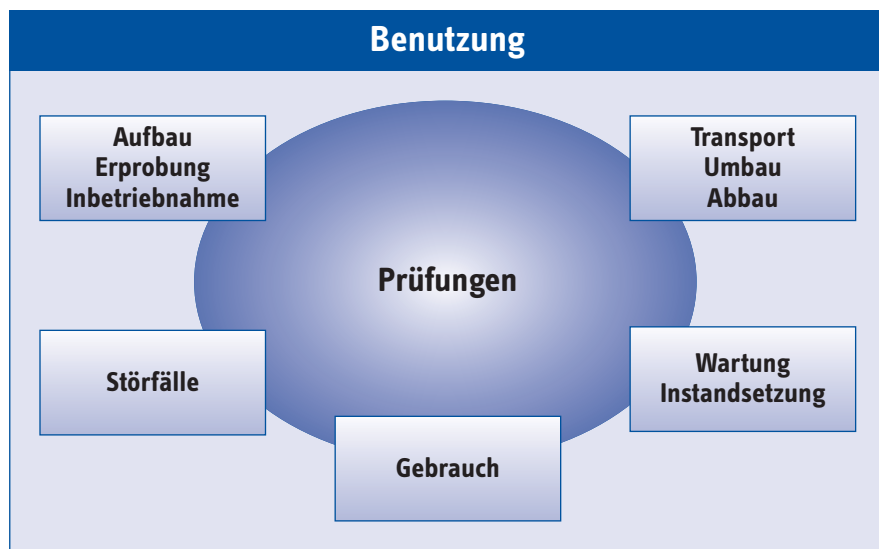 Benutzung
Aufbau
Erprobung
Inbetriebnahme
Transport
Umbau
Abbau
Prüfungen
Störfälle
Wartung
Instandsetzung
Gebrauch